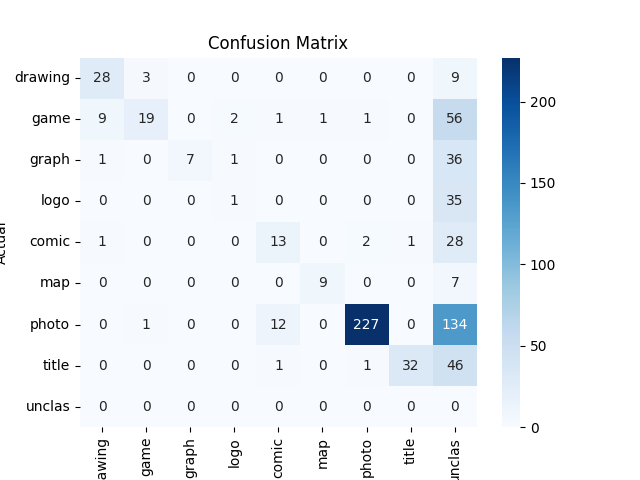 Confusion Matrix
drawing 28 3 0 0 0 0 0 0 9
game 9 19 0 2 1 1 1 0 56
graph 1 0 7 1 0 0 0 0 36
logo 0 0 0 1 0 0 0 0 35
comic 1 0 0 0 13 0 2 1 28
map 0 0 0 0 0 9 0 0 7
photo 0 1 0 0 12 0 227 0 134
title 0 0 0 0 1 0 1 32 46
unclas 0 0 0 0 0 0 0 0 0
awing game graph logo comic map photo title unclas
200
150
100
50
0
Actual